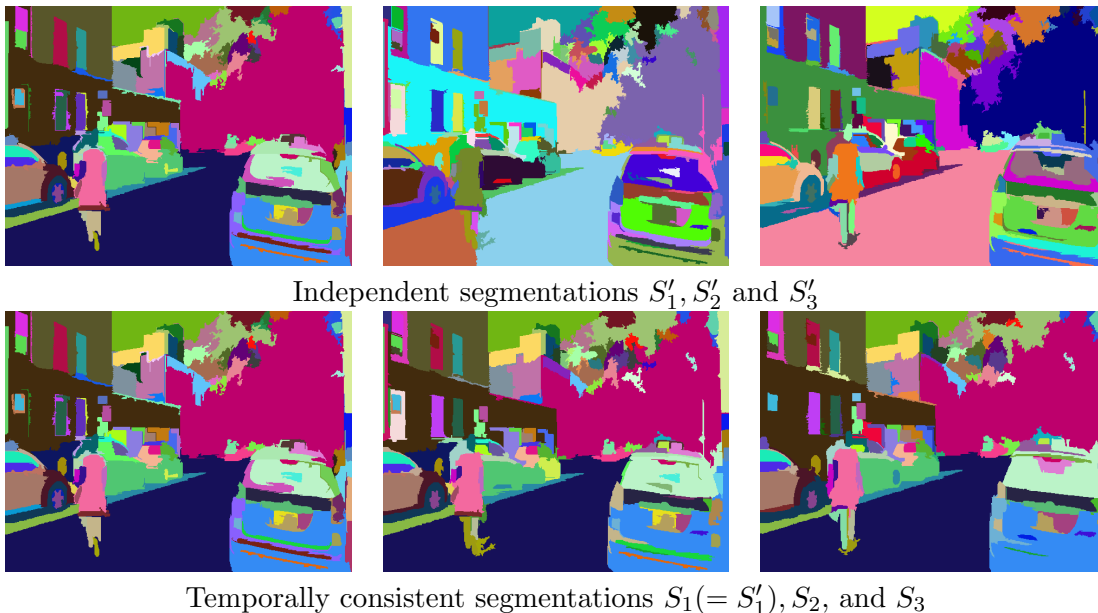 Independent segmentations S′₁, S′₂ and S′₃
Temporally consistent segmentations S₁(= S′₁), S₂, and S₃